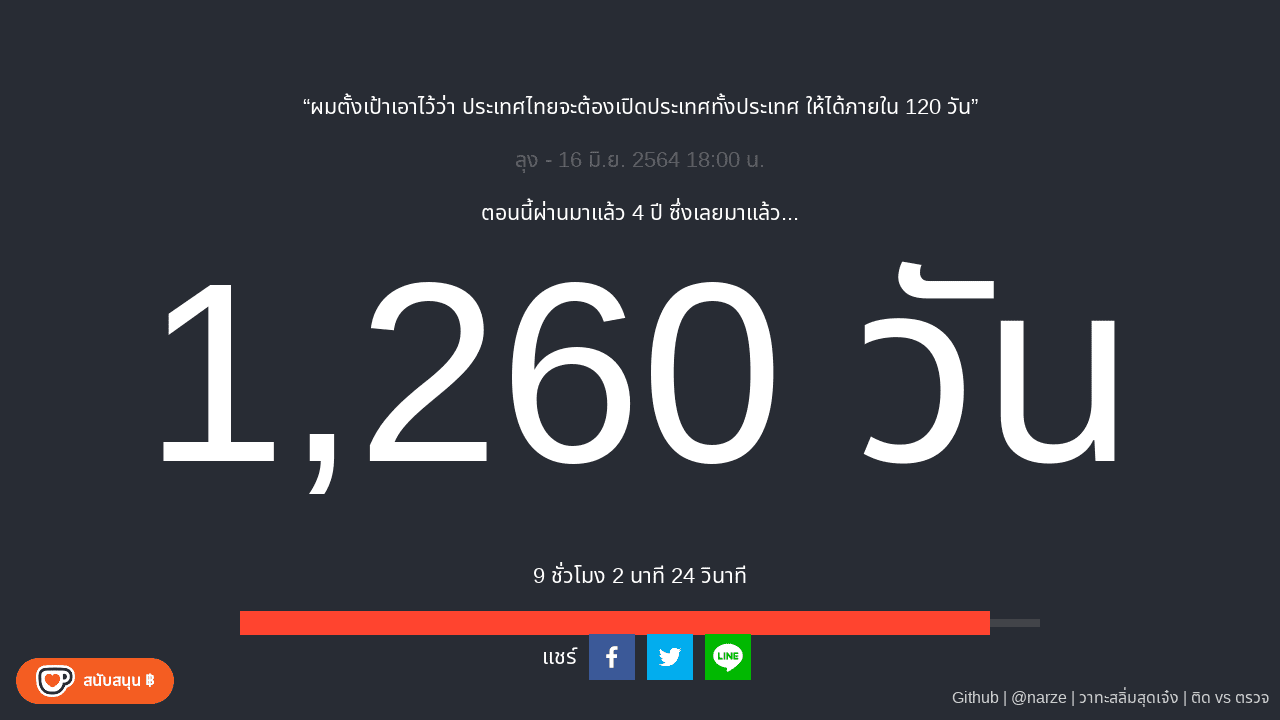 “ผมตั้งเป้าเอาไว้ว่า ประเทศไทยจะต้องเปิดประเทศทั้งประเทศ ให้ได้ภายใน 120 วัน”
ลุง - 16 มิ.ย. 2564 18:00 น.
ตอนนี้ผ่านมาแล้ว 4 ปี ซึ่งเลยมาแล้ว...
1,260 วัน
9 ชั่วโมง 2 นาที 24 วินาที
แชร์ LINE
สนับสนุน ฿
Github | @narze | วาทะสลิ่มสุดเจ๋ง | ติด vs ตรวจ